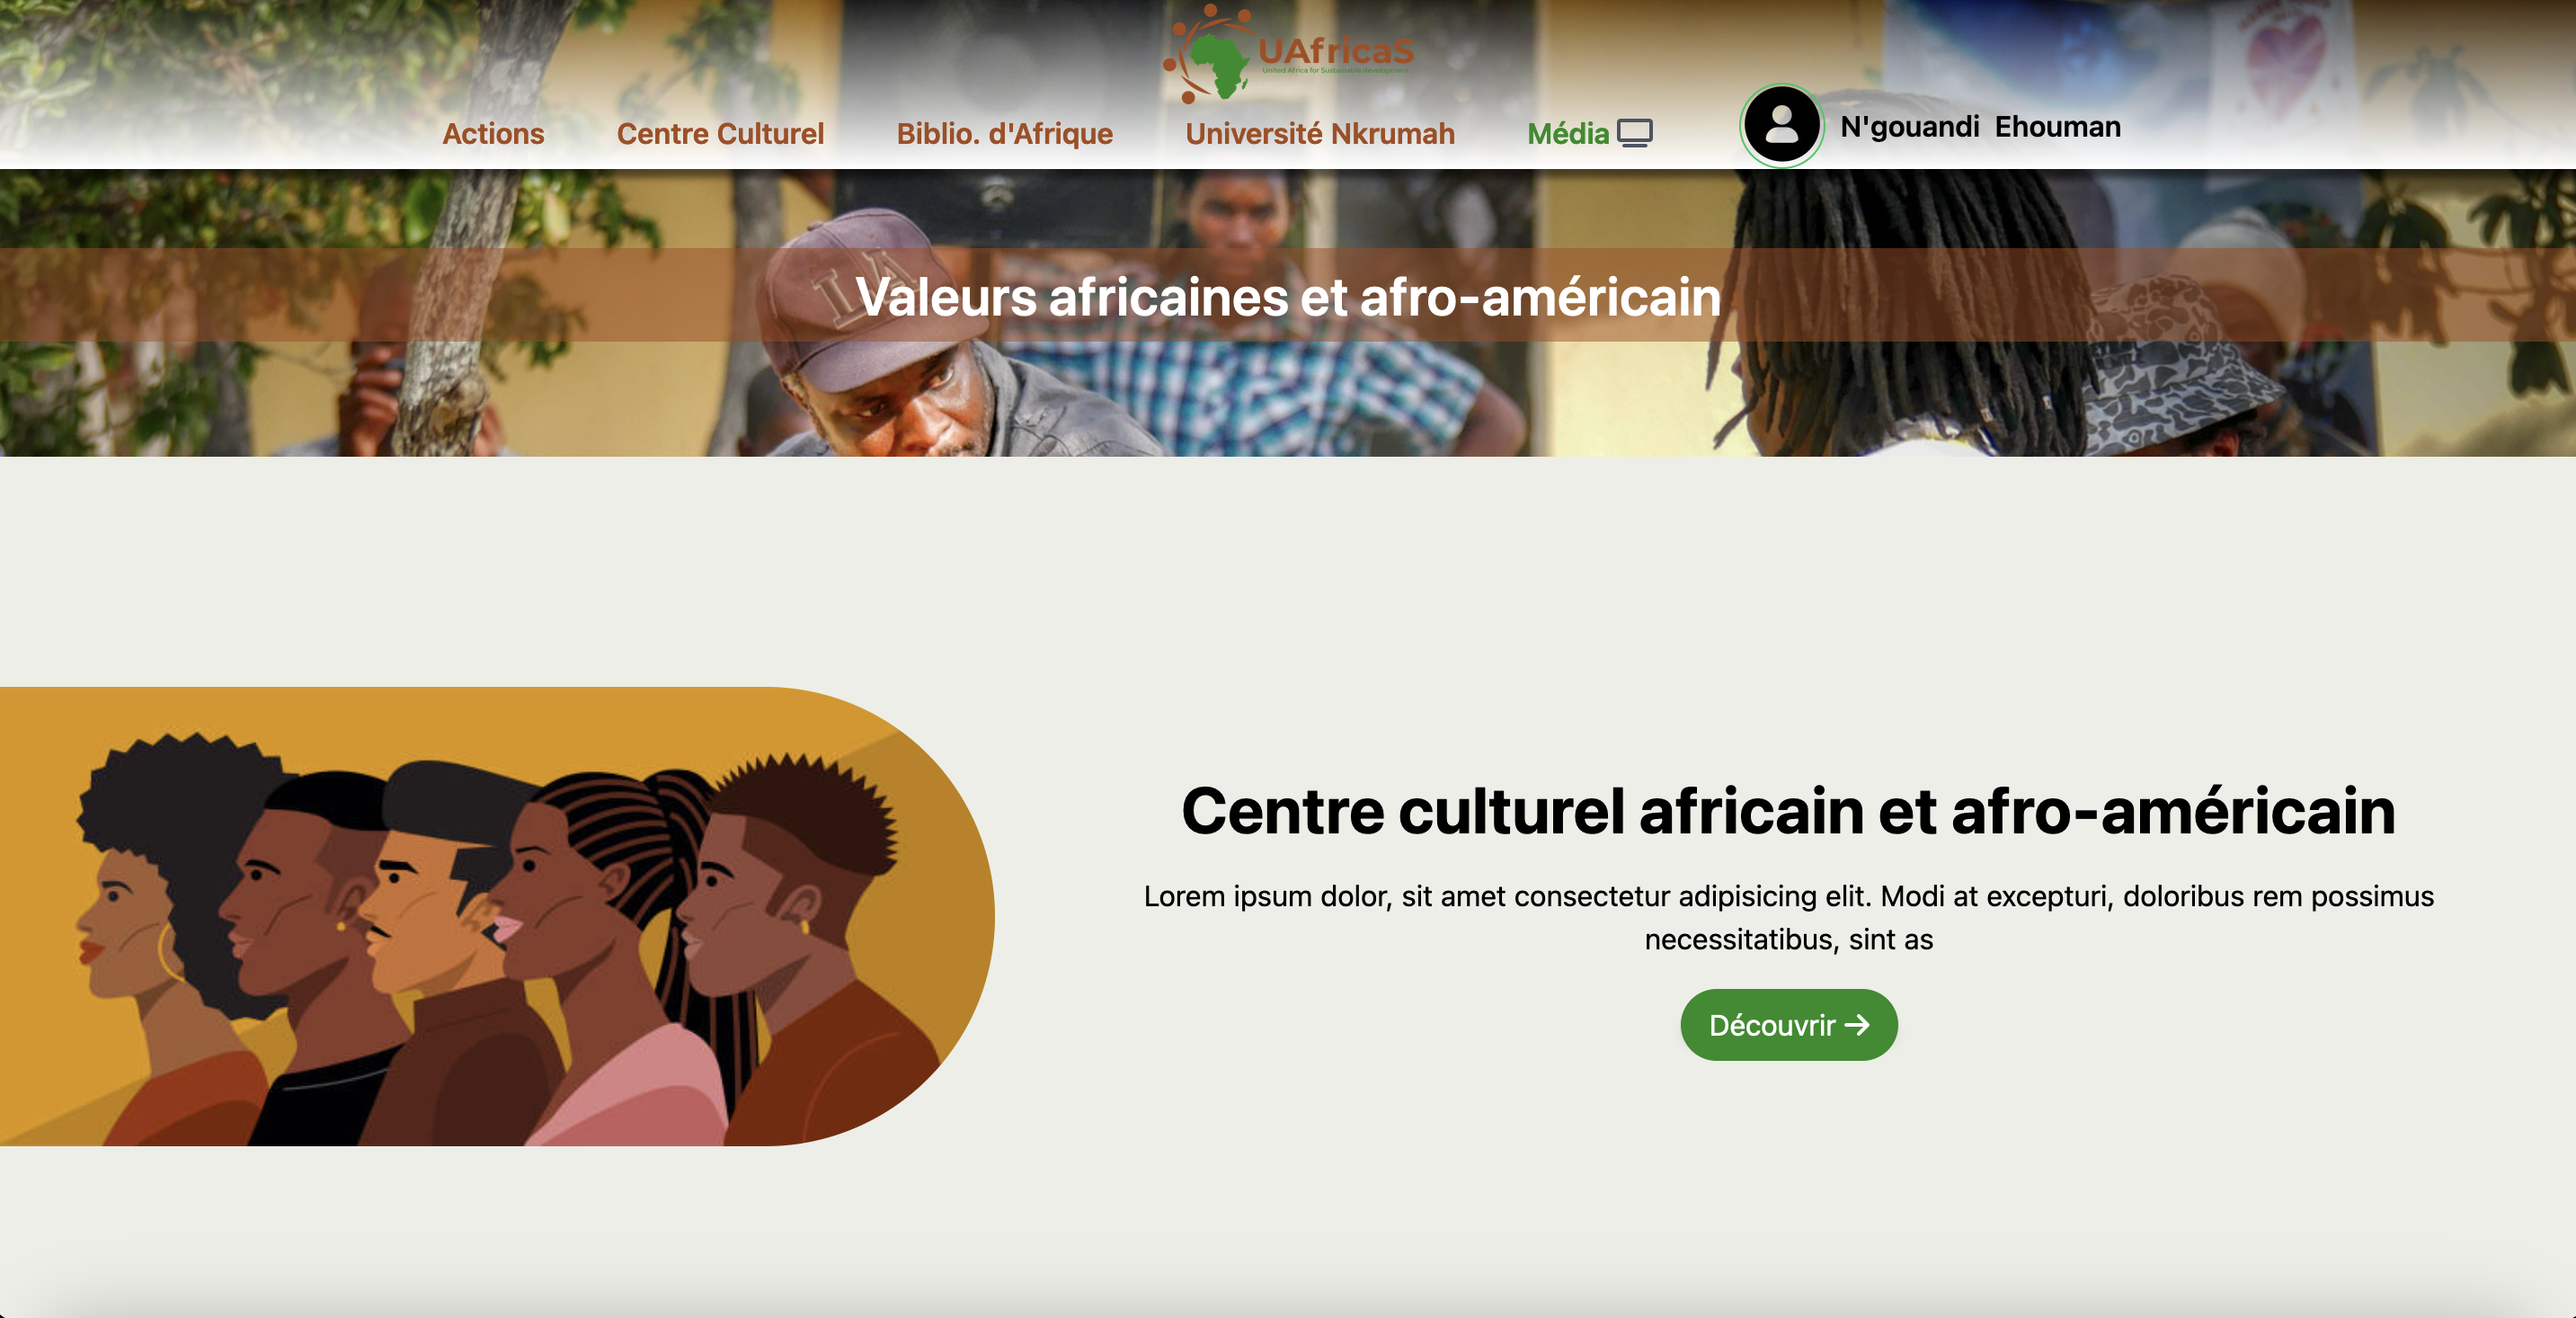 UAfricaS
United Africa for Sustainable development
Actions
Centre Culturel
Biblio. d'Afrique
Université Nkrumah
Média
N'gouandi Ehouman
LA
Valeurs africaines et afro-américain
Centre culturel africain et afro-américain
Lorem ipsum dolor, sit amet consectetur adipisicing elit. Modi at excepturi, doloribus rem possimus
necessitatibus, sint as
Découvrir